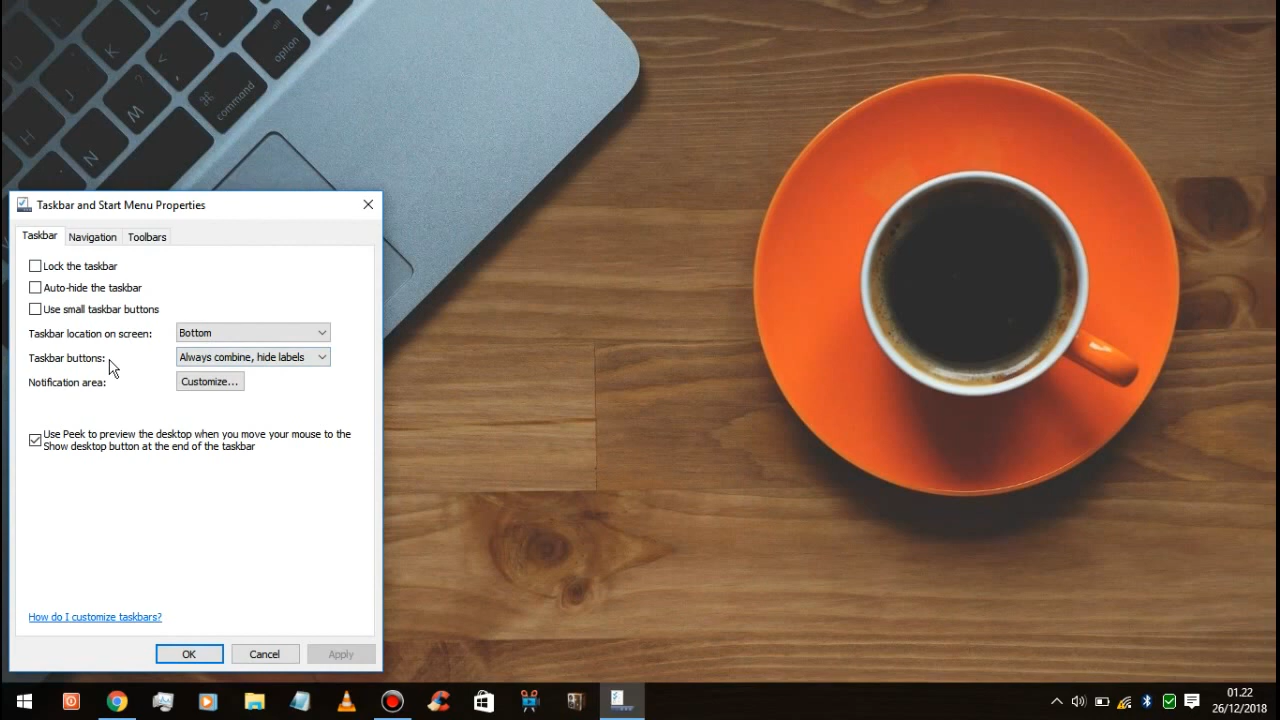 U
K
L
J
<
>
option
H
M
⌘
command
N
Taskbar and Start Menu Properties
Taskbar
Navigation
Toolbars
Lock the taskbar
Auto-hide the taskbar
Use small taskbar buttons
Taskbar location on screen:
Bottom
Taskbar buttons:
Always combine, hide labels
Notification area:
Customize...
Use Peek to preview the desktop when you move your mouse to the
Show desktop button at the end of the taskbar
How do I customize taskbars?
OK
Cancel
Apply
01.22
26/12/2018